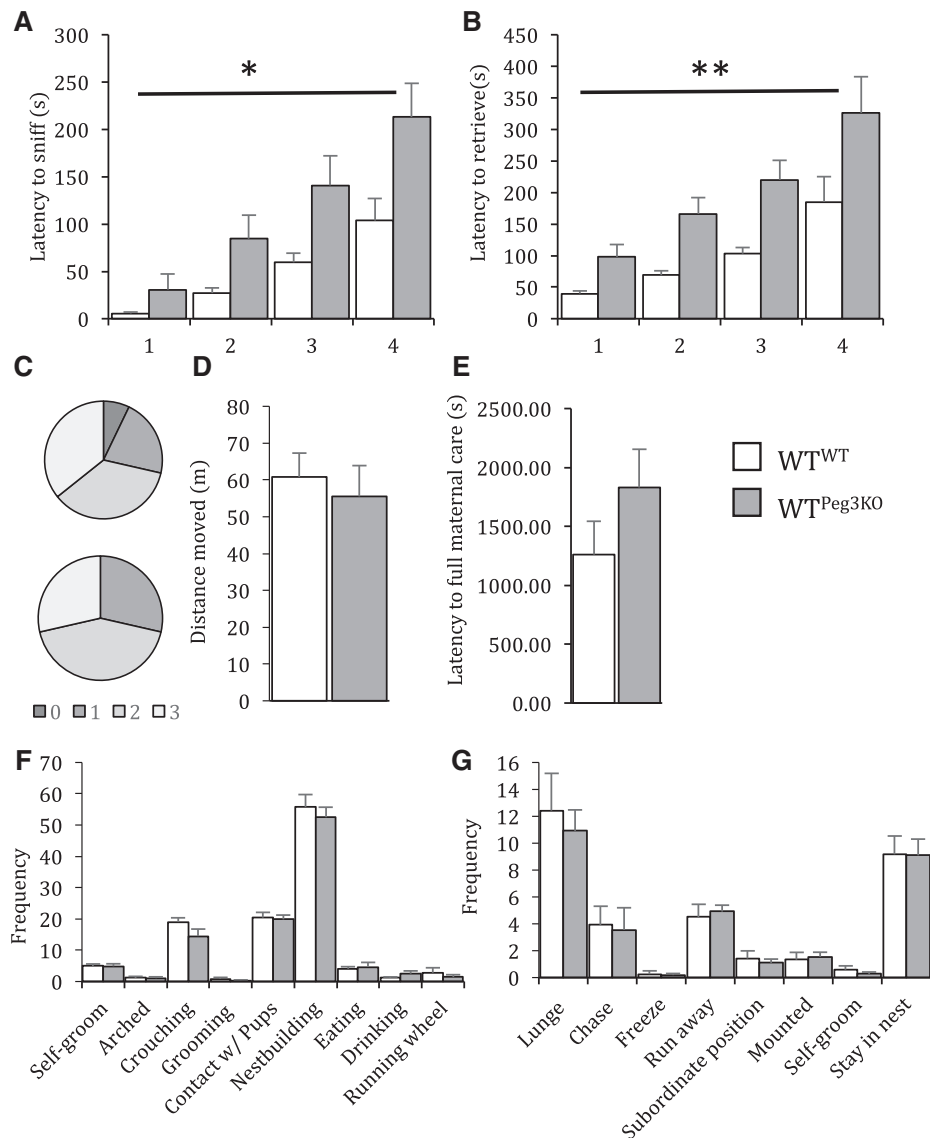 A
Latency to sniff (s)
300
250
200
150
100
50
0
*
1 2 3 4
B
Latency to retrieve(s)
450
400
350
300
250
200
150
100
50
0
**
1 2 3 4
C
0 1 2 3
D
Distance moved (m)
80
70
60
50
40
30
20
10
0
E
Latency to full maternal care (s)
2500.00
2000.00
1500.00
1000.00
500.00
0.00
WT^WT
WT^Peg3KO
F
Frequency
70
60
50
40
30
20
10
0
Self-groom
Arched
Crouching
Grooming
Contact w/ Pups
Nestbuilding
Eating
Drinking
Running wheel
G
Frequency
16
14
12
10
8
6
4
2
0
Lunge
Chase
Freeze
Run away
Subordinate position
Mounted
Self-groom
Stay in nest